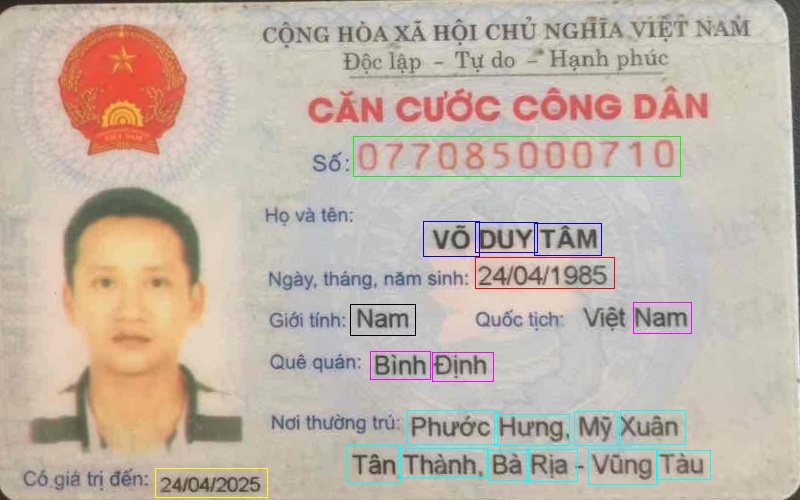 CỘNG HÒA XÃ HỘI CHỦ NGHĨA VIỆT NAM
Độc lập - Tự do - Hạnh phúc
CĂN CƯỚC CÔNG DÂN
Số: 077085000710
Họ và tên:
VÕ DUY TÂM
Ngày, tháng, năm sinh: 24/04/1985
Giới tính: Nam Quốc tịch: Việt Nam
Quê quán: Bình Định
Nơi thường trú: Phước Hưng, Mỹ Xuân
Tân Thành, Bà Rịa - Vũng Tàu
Có giá trị đến: 24/04/2025